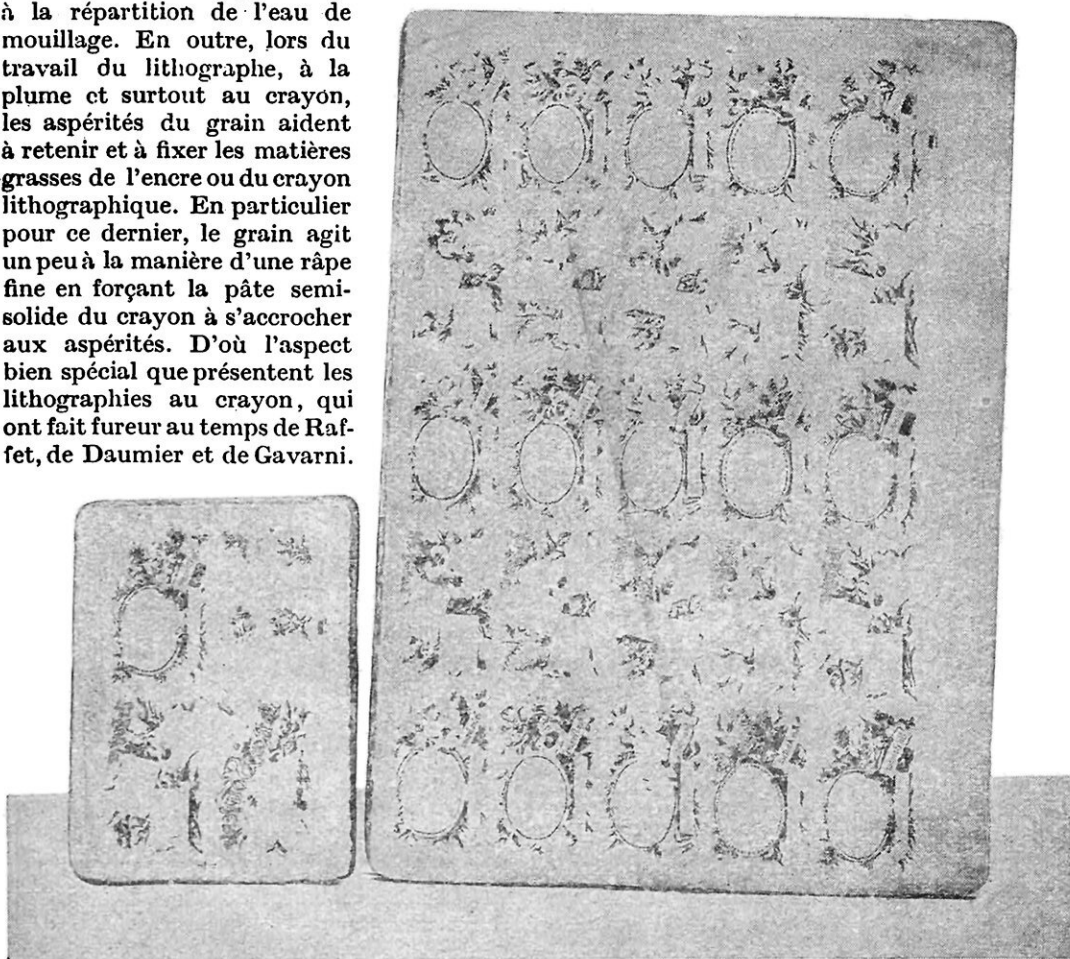 à la répartition de l'eau de
mouillage. En outre, lors du
travail du lithographe, à la
plume et surtout au crayon,
les aspérités du grain aident
à retenir et à fixer les matières
grasses de l'encre ou du crayon
lithographique. En particulier
pour ce dernier, le grain agit
un peu à la manière d'une râpe
fine en forçant la pâte semi-
solide du crayon à s'accrocher
aux aspérités. D'où l'aspect
bien spécial que présentent les
lithographies au crayon, qui
ont fait fureur au temps de Raf-
fet, de Daumier et de Gavarni.